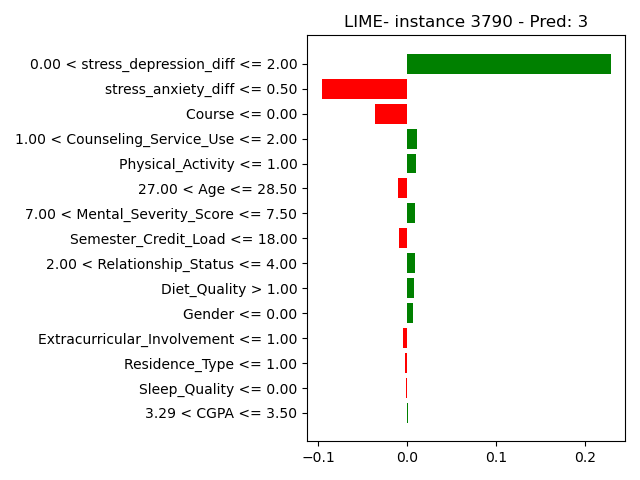 LIME- instance 3790 - Pred: 3
0.00 < stress_depression_diff <= 2.00
stress_anxiety_diff <= 0.50
Course <= 0.00
1.00 < Counseling_Service_Use <= 2.00
Physical_Activity <= 1.00
27.00 < Age <= 28.50
7.00 < Mental_Severity_Score <= 7.50
Semester_Credit_Load <= 18.00
2.00 < Relationship_Status <= 4.00
Diet_Quality > 1.00
Gender <= 0.00
Extracurricular_Involvement <= 1.00
Residence_Type <= 1.00
Sleep_Quality <= 0.00
3.29 < CGPA <= 3.50
−0.1 0.0 0.1 0.2